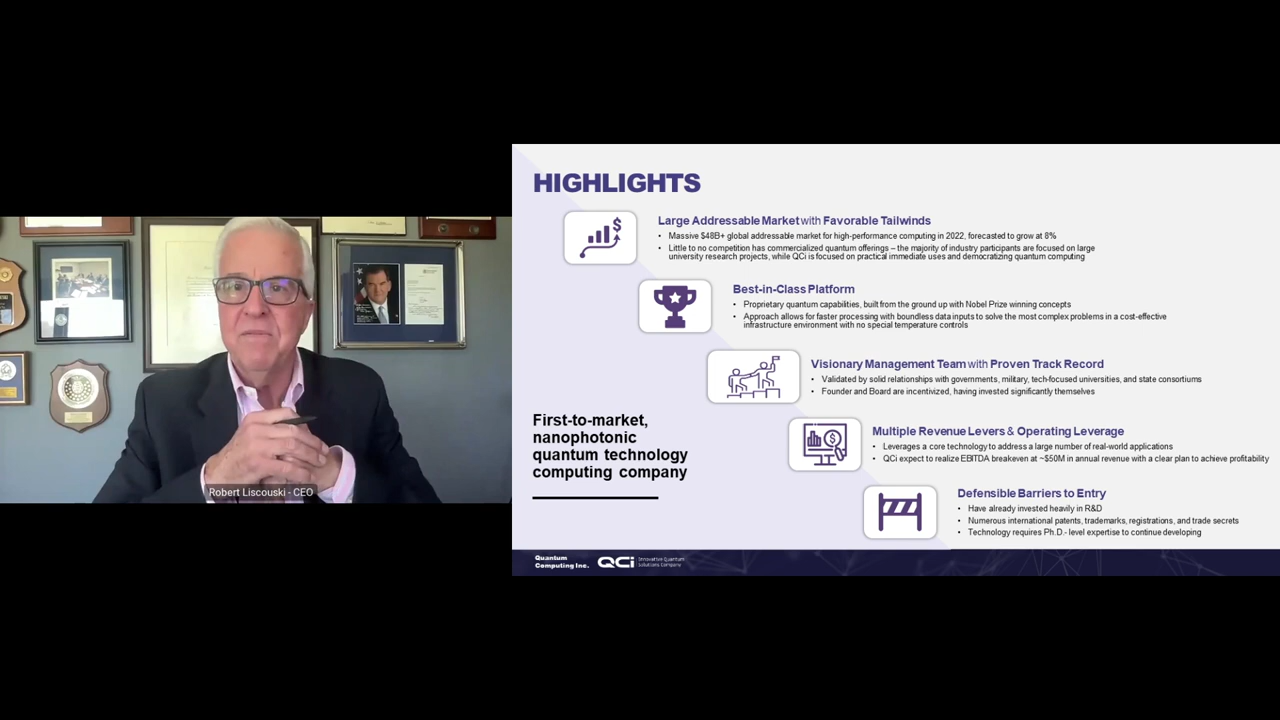 Robert Liscouski - CEO
HIGHLIGHTS
Large Addressable Market with Favorable Tailwinds
• Massive $48B+ global addressable market for high-performance computing in 2022, forecasted to grow at 8%
• Little to no competition has commercialized quantum offerings – the majority of industry participants are focused on large
university research projects, while QCi is focused on practical immediate uses and democratizing quantum computing
Best-in-Class Platform
• Proprietary quantum capabilities, built from the ground up with Nobel Prize winning concepts
• Approach allows for faster processing with boundless data inputs to solve the most complex problems in a cost-effective
infrastructure environment with no special temperature controls
Visionary Management Team with Proven Track Record
• Validated by solid relationships with governments, military, tech-focused universities, and state consortiums
• Founder and Board are incentivized, having invested significantly themselves
First-to-market,
nanophotonic
quantum technology
computing company
Multiple Revenue Levers & Operating Leverage
• Leverages a core technology to address a large number of real-world applications
• QCi expect to realize EBITDA breakeven at ~$50M in annual revenue with a clear plan to achieve profitability
Defensible Barriers to Entry
• Have already invested heavily in R&D
• Numerous international patents, trademarks, registrations, and trade secrets
• Technology requires Ph.D.- level expertise to continue developing
Quantum
Computing Inc.
QCi
Innovative Quantum
Solutions Company